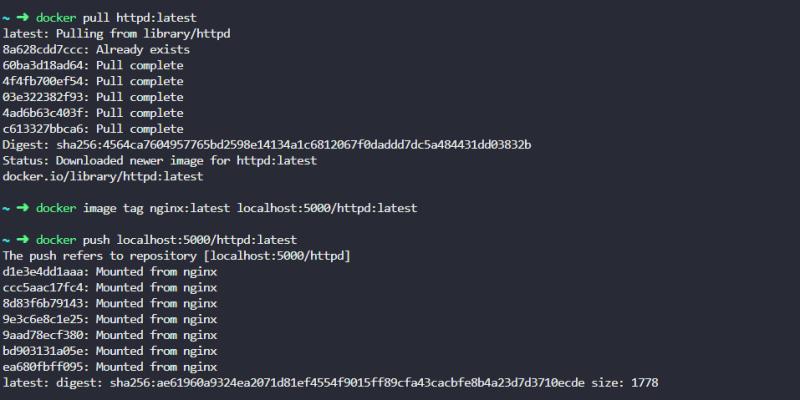 ~ ➜ docker pull httpd:latest
latest: Pulling from library/httpd
8a628cdd7ccc: Already exists
60ba3d18ad64: Pull complete
4f4fb700ef54: Pull complete
03e322382f93: Pull complete
4ad6b63c403f: Pull complete
c613327bbca6: Pull complete
Digest: sha256:4564ca7604957765bd2598e14134a1c6812067f0daddd7dc5a484431dd03832b
Status: Downloaded newer image for httpd:latest
docker.io/library/httpd:latest
~ ➜ docker image tag nginx:latest localhost:5000/httpd:latest
~ ➜ docker push localhost:5000/httpd:latest
The push refers to repository [localhost:5000/httpd]
d1e3e4dd1aaa: Mounted from nginx
ccc5aac17fc4: Mounted from nginx
8d83f6b79143: Mounted from nginx
9e3c6e8c1e25: Mounted from nginx
9aad78ecf380: Mounted from nginx
bd903131a05e: Mounted from nginx
ea680fbff095: Mounted from nginx
latest: digest: sha256:ae61960a9324ea2071d81ef4554f9015ff89cfa43cacbfe8b4a23d7d3710ecde size: 1778